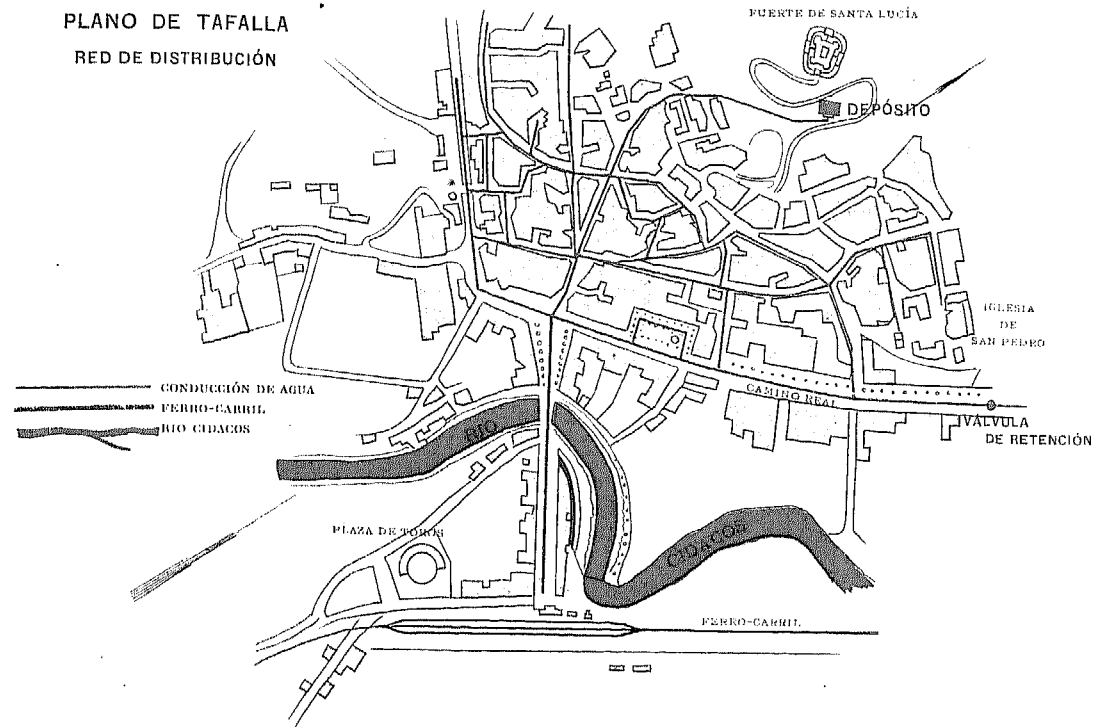 PLANO DE TAFALLA
RED DE DISTRIBUCIÓN
FUERTE DE SANTA LUCÍA
DEPÓSITO
IGLESIA
DE
SAN PEDRO
CONDUCCIÓN DE AGUA
FERRO-CARRIL
RIO CIDACOS
CAMINO REAL
VÁLVULA
DE RETENCIÓN
RIO
CIDACOS
PLAZA DE TOROS
FERRO-CARRIL